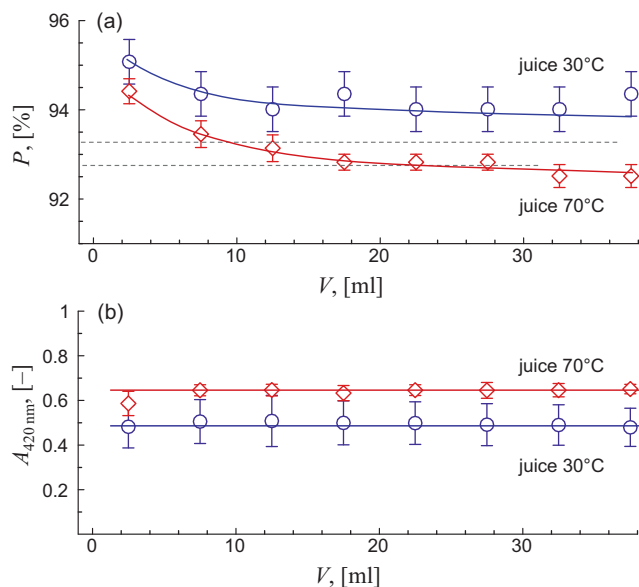 (a)
96
94
92
P, [%]
juice 30°C
juice 70°C
0 10 20 30
V, [ml]
(b)
1
0.8
0.6
0.4
0.2
0
A420 nm, [–]
juice 70°C
juice 30°C
0 10 20 30
V, [ml]